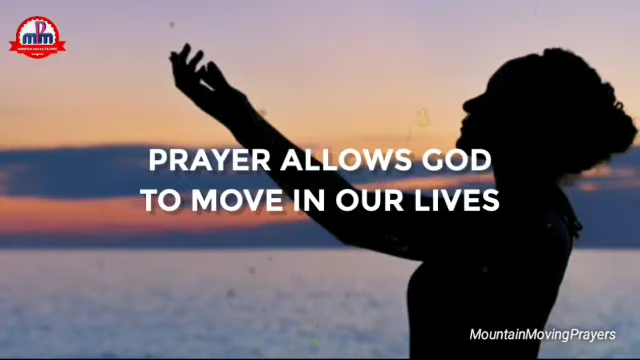 PRAYER ALLOWS GOD
TO MOVE IN OUR LIVES
MountainMovingPrayers